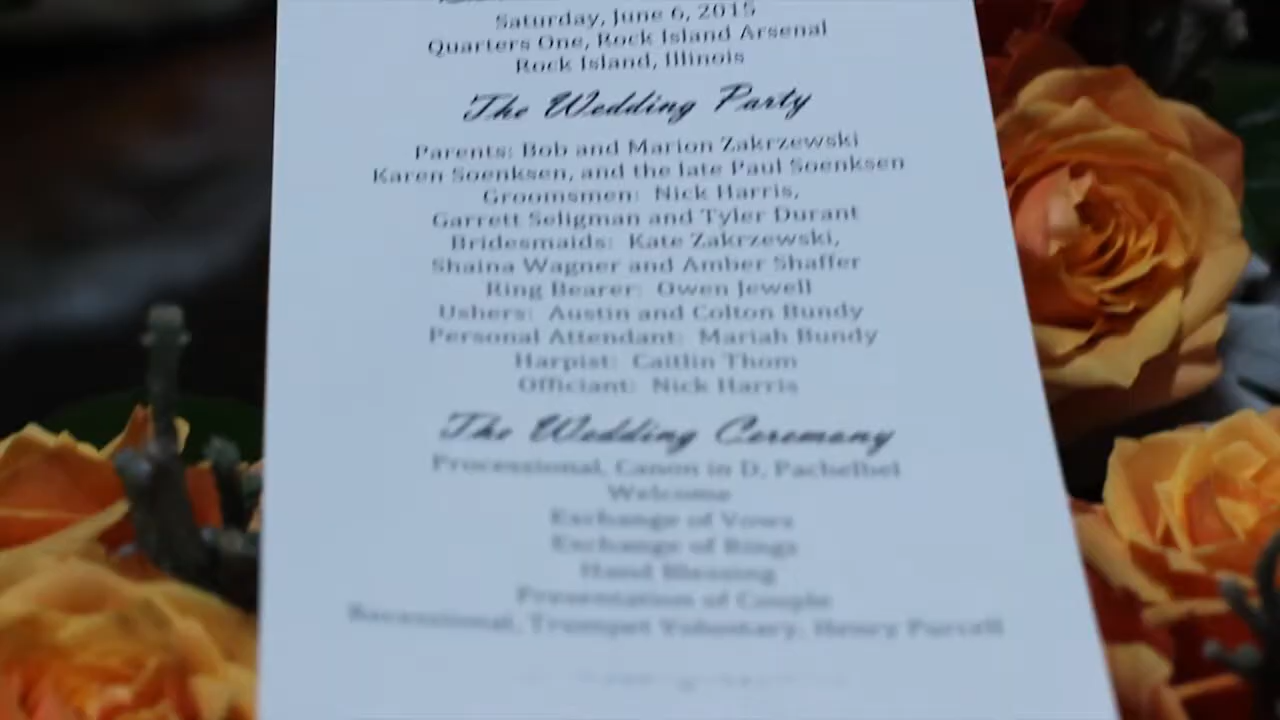 Saturday, June 6, 2015
Quarters One, Rock Island Arsenal
Rock Island, Illinois
The Wedding Party
Parents: Bob and Marion Zakrzewski
Karen Soenksen, and the late Paul Soenksen
Groomsmen: Nick Harris,
Garrett Seligman and Tyler Durant
Bridesmaids: Kate Zakrzewski,
Shaina Wagner and Amber Shaffer
Ring Bearer: Owen Jewell
Ushers: Austin and Colton Bundy
Personal Attendant: Mariah Bundy
Harpist: Caitlin Thom
Officiant: Nick Harris
The Wedding Ceremony
Processional, Canon in D, Pachelbel
Welcome
Exchange of Vows
Exchange of Rings
Hand Blessing
Presentation of Couple
Recessional, Trumpet Voluntary, Henry Purcell